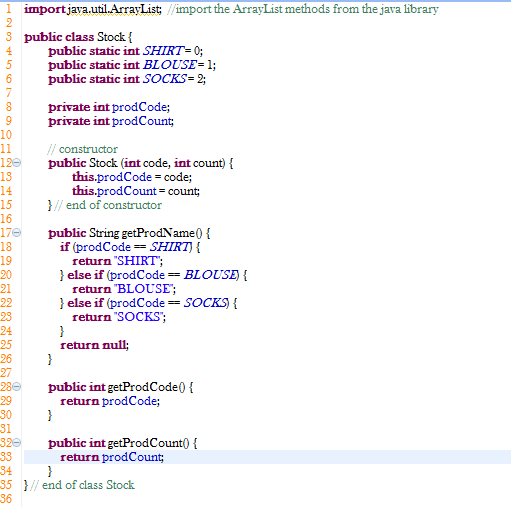 1 import java.util.ArrayList; //import the ArrayList methods from the java library
2
3 public class Stock {
4 public static int SHIRT = 0;
5 public static int BLOUSE = 1;
6 public static int SOCKS = 2;
7
8 private int prodCode;
9 private int prodCount;
10
11 // constructor
12 public Stock (int code, int count) {
13 this.prodCode = code;
14 this.prodCount = count;
15 } // end of constructor
16
17 public String getProdName() {
18 if (prodCode == SHIRT) {
19 return "SHIRT";
20 } else if (prodCode == BLOUSE) {
21 return "BLOUSE";
22 } else if (prodCode == SOCKS) {
23 return "SOCKS";
24 }
25 return null;
26 }
27
28 public int getProdCode() {
29 return prodCode;
30 }
31
32 public int getProdCount() {
33 return prodCount;
34 }
35 } // end of class Stock
36